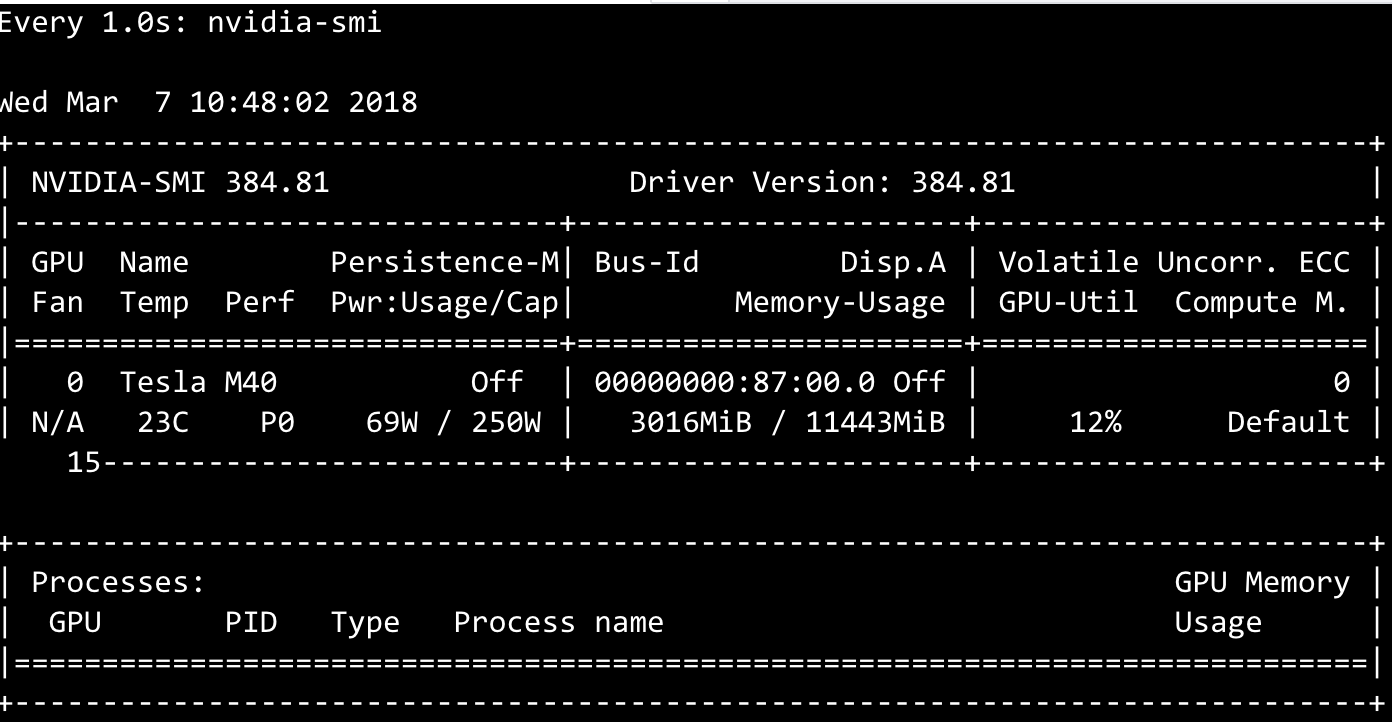 Every 1.0s: nvidia-smi
Wed Mar  7 10:48:02 2018
+-----------------------------------------------------------------------------+
| NVIDIA-SMI 384.81                 Driver Version: 384.81                    |
|-------------------------------+----------------------+----------------------+
| GPU  Name        Persistence-M| Bus-Id        Disp.A | Volatile Uncorr. ECC |
| Fan  Temp  Perf  Pwr:Usage/Cap|         Memory-Usage | GPU-Util  Compute M. |
|===============================+======================+======================|
|   0  Tesla M40           Off  | 00000000:87:00.0 Off |                    0 |
| N/A   23C    P0    69W / 250W |   3016MiB / 11443MiB |     12%      Default |
    15--------------------------+----------------------+----------------------+
+-----------------------------------------------------------------------------+
| Processes:                                                       GPU Memory |
|  GPU       PID   Type   Process name                             Usage      |
|=============================================================================|
+-----------------------------------------------------------------------------+